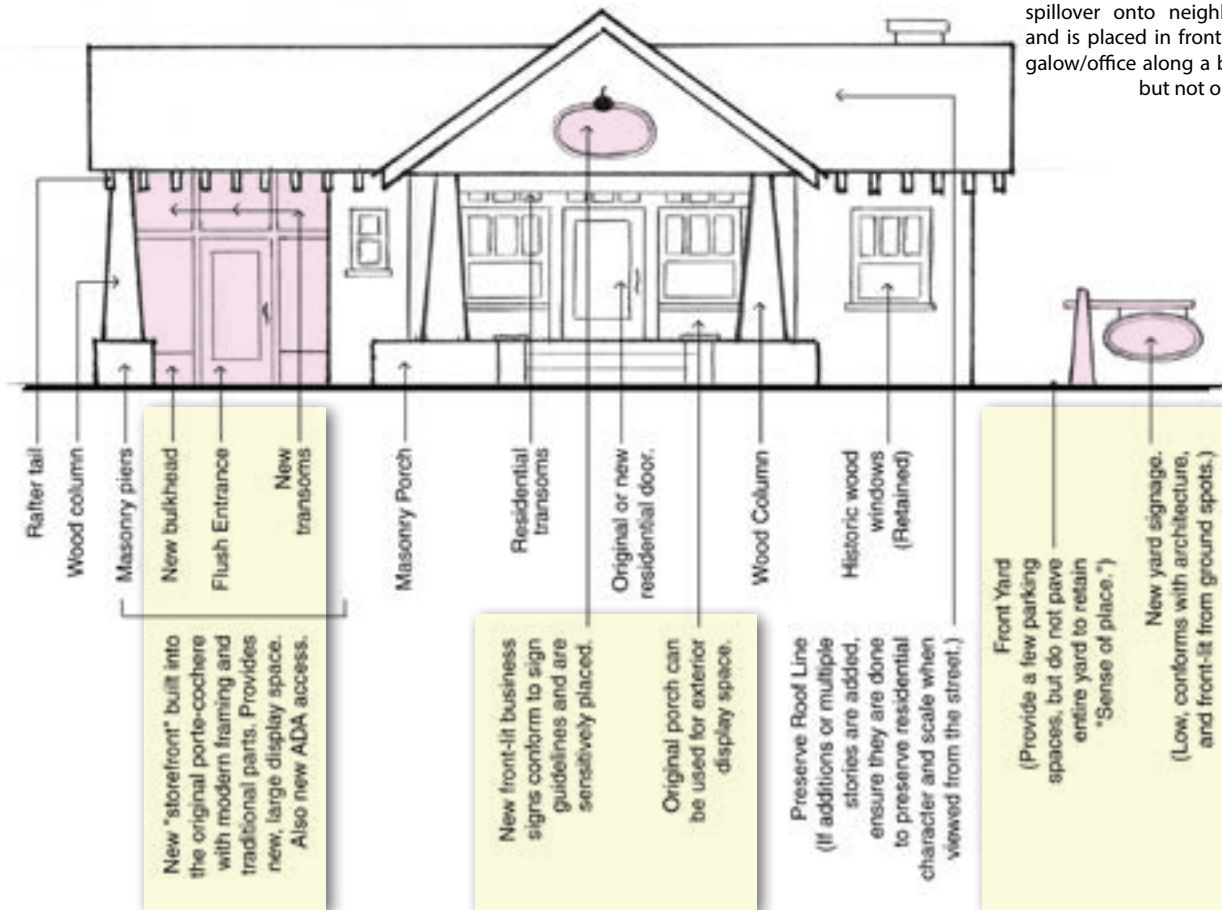 spillover onto neighl
and is placed in front
galow/office along a b
but not o
Rafter tail
Wood column
Masonry piers
New bulkhead
Flush Entrance
New
transoms
New "storefront" built into
the original porte-cochere
with modern framing and
traditional parts. Provides
new, large display space.
Also new ADA access.
Masonry Porch
Residential
transoms
New front-lit business
signs conform to sign
guidelines and are
sensitively placed.
Original or new
residential door.
Original porch can
be used for exterior
display space.
Wood Column
Historic wood
windows
(Retained)
Preserve Roof Line
(If additions or multiple
stories are added,
ensure they are done
to preserve residential
character and scale when
viewed from the street.)
Front Yard
(Provide a few parking
spaces, but do not pave
entire yard to retain
"Sense of place.")
New yard signage.
(Low, conforms with architecture,
and front-lit from ground spots.)